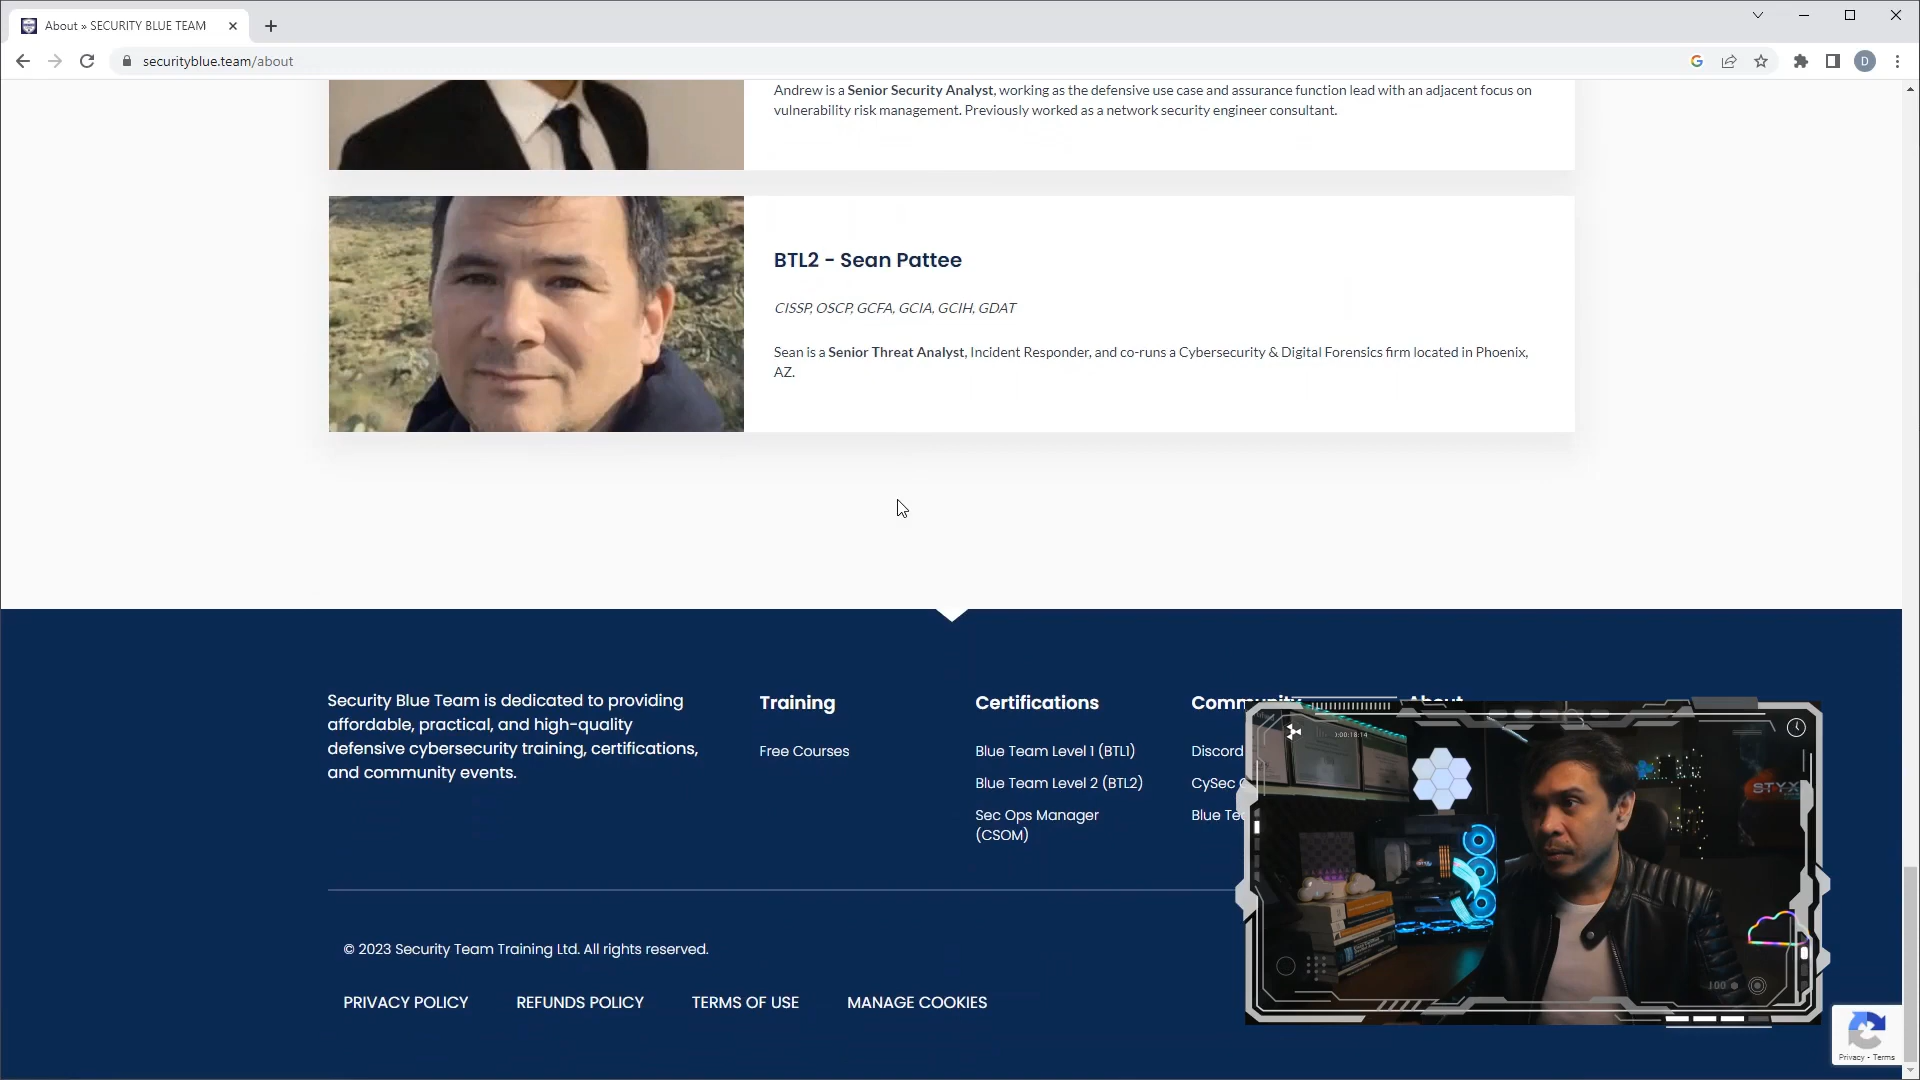 About » SECURITY BLUE TEAM
securityblue.team/about
D
Andrew is a Senior Security Analyst, working as the defensive use case and assurance function lead with an adjacent focus on
vulnerability risk management. Previously worked as a network security engineer consultant.
BTL2 - Sean Pattee
CISSP, OSCP, GCFA, GCIA, GCIH, GDAT
Sean is a Senior Threat Analyst, Incident Responder, and co-runs a Cybersecurity & Digital Forensics firm located in Phoenix,
AZ.
Security Blue Team is dedicated to providing
affordable, practical, and high-quality
defensive cybersecurity training, certifications,
and community events.
Training
Free Courses
Certifications
Blue Team Level 1 (BTL1)
Blue Team Level 2 (BTL2)
Sec Ops Manager
(CSOM)
Community
Discord
CySec
Blue
About
STYX
100
© 2023 Security Team Training Ltd. All rights reserved.
PRIVACY POLICY REFUNDS POLICY TERMS OF USE MANAGE COOKIES
Privacy - Terms